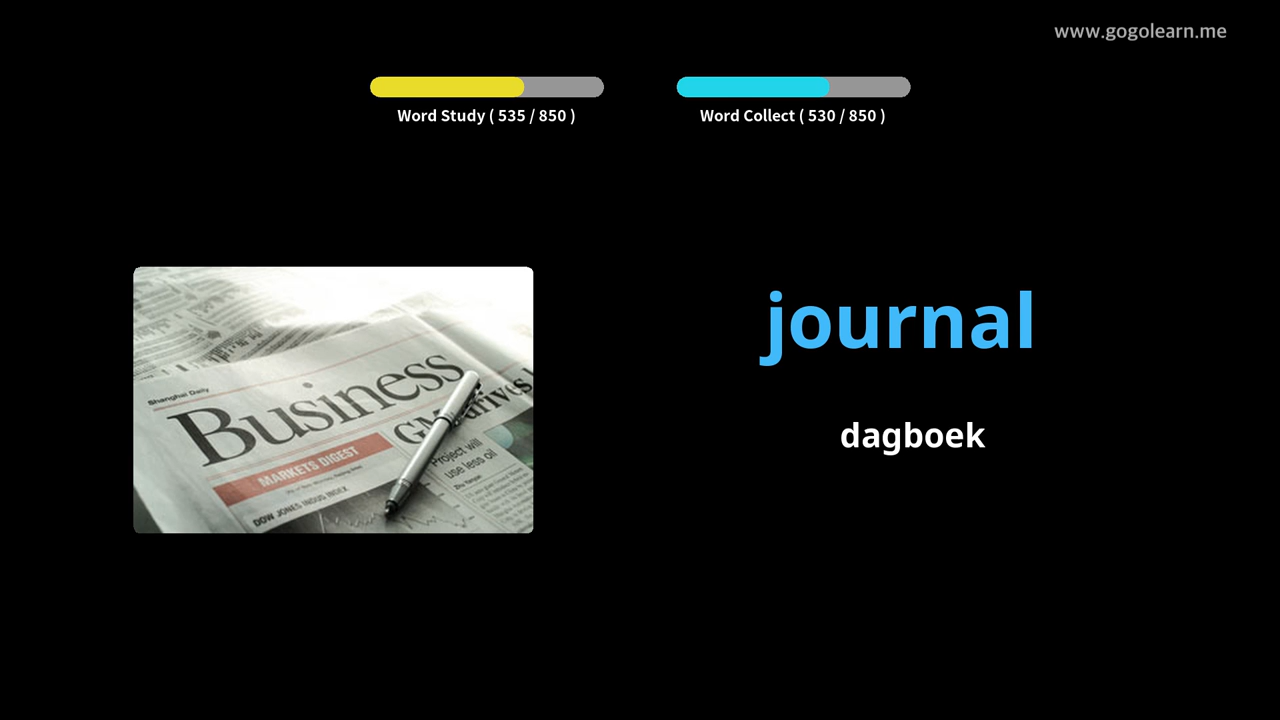 www.gogolearn.me
Word Study ( 535 / 850 )
Word Collect ( 530 / 850 )
journal
dagboek
Shanghai Daily
Business
MARKETS DIGEST
DOW JONES INDUS INDEX
GM drives
Project will
use less oil